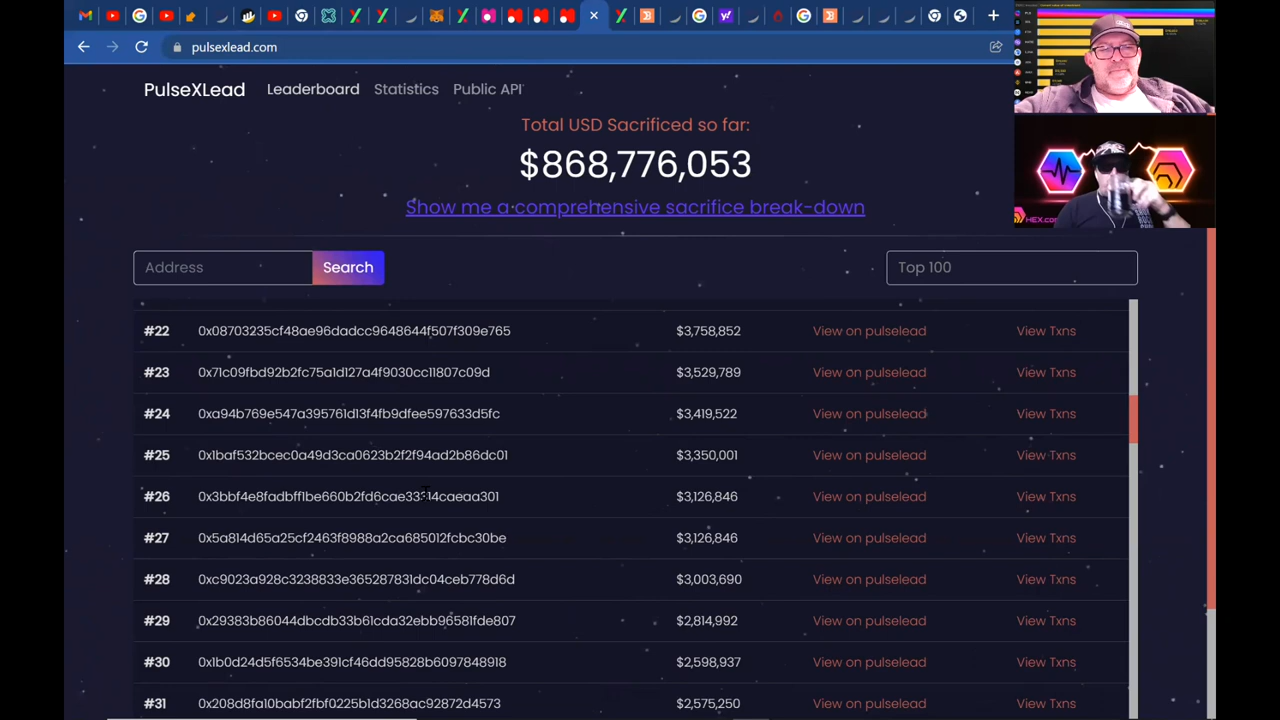 pulsexlead.com
PulseXLead Leaderboard Statistics Public API
Total USD Sacrificed so far:
$868,776,053
Show me a comprehensive sacrifice break-down
Address Search Top 100
#22 0x08703235cf48ae96dadcc9648644f507f309e765 $3,758,852 View on pulselead View Txns
#23 0x71c09fbd92b2fc75a1d127a4f9030cc11807c09d $3,529,789 View on pulselead View Txns
#24 0xa94b769e547a395761d13f4fb9dfee597633d5fc $3,419,522 View on pulselead View Txns
#25 0x1baf532bcec0a49d3ca0623b2f2f94ad2b86dc01 $3,350,001 View on pulselead View Txns
#26 $3,126,846 View on pulselead View Txns
#27 0x5a814d65a25cf2463f8988a2ca685012fcbc30be $3,126,846 View on pulselead View Txns
#28 0xc9023a928c3238833e365287831dc04ceb778d6d $3,003,690 View on pulselead View Txns
#29 0x29383b86044dbcdb33b61cda32ebb96581fde807 $2,814,992 View on pulselead View Txns
#30 0x1b0d24d5f6534be391cf46dd95828b6097848918 $2,598,937 View on pulselead View Txns
#31 0x208d8fa10babf2fbf0725b1d3268ac92872d4573 $2,575,250 View on pulselead View Txns
HEX.com